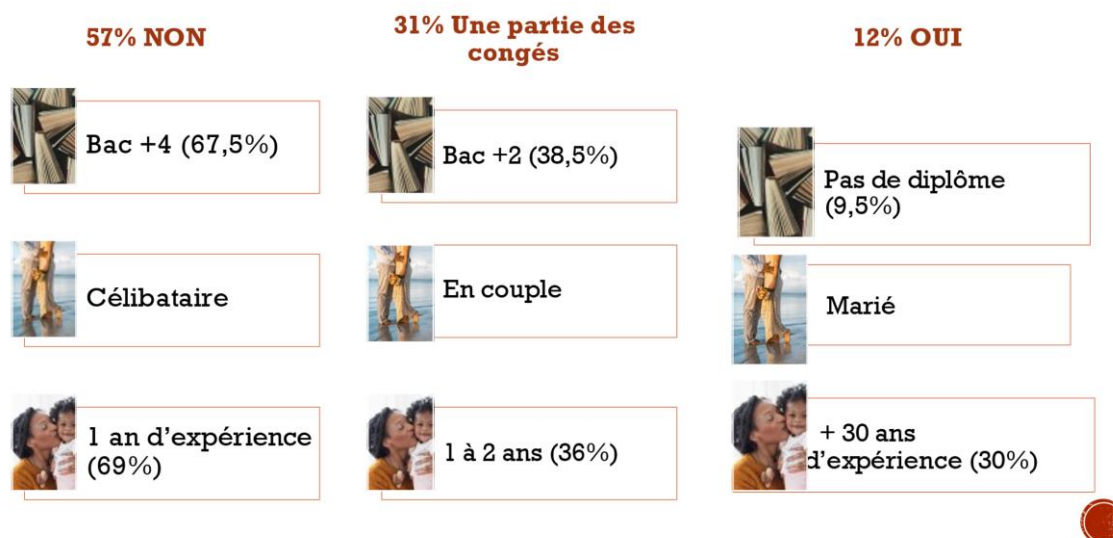 57% NON
Bac +4 (67,5%)
Célibataire
1 an d'expérience
(69%)
31% Une partie des
congés
Bac +2 (38,5%)
En couple
1 à 2 ans (36%)
12% OUI
Pas de diplôme
(9,5%)
Marié
+ 30 ans
d'expérience (30%)